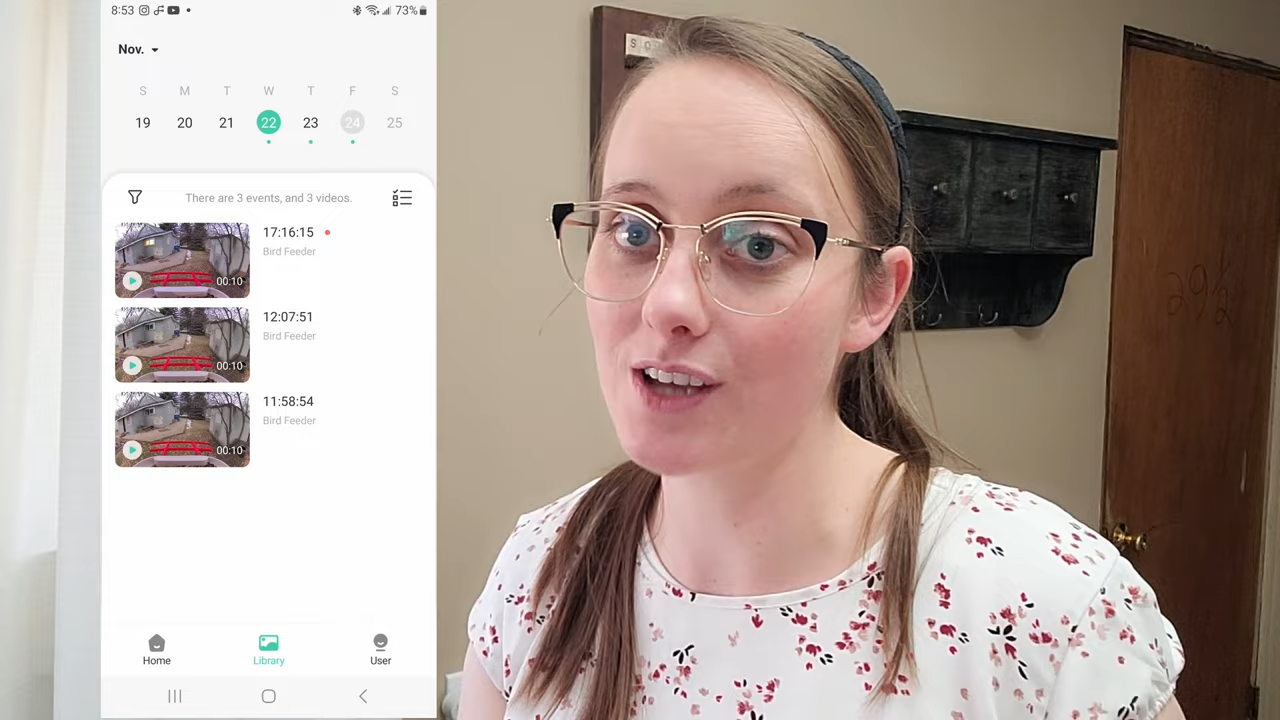 8:53
73%
Nov.
S M T W T F S
19 20 21 22 23 24 25
There are 3 events, and 3 videos.
17:16:15
Bird Feeder
00:10
12:07:51
Bird Feeder
00:10
11:58:54
Bird Feeder
00:10
Home Library User
S O
29½